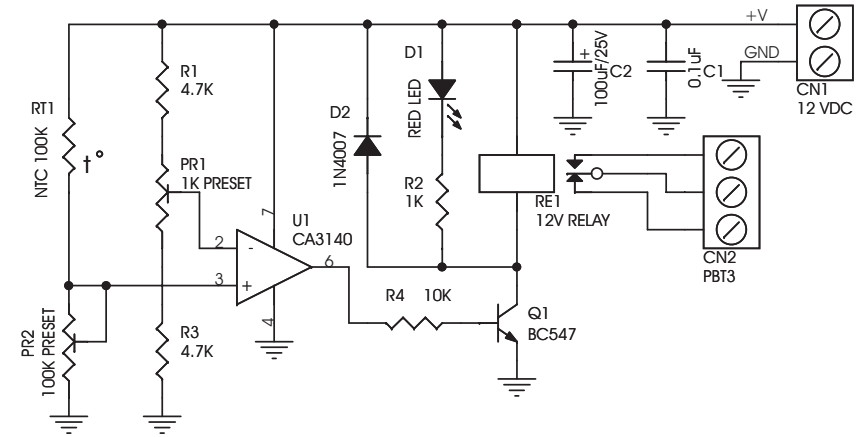 +V
GND
CN1
12 VDC
100uF/25V
+
C2
0.1uF
C1
D1
RED LED
D2
1N4007
R1
4.7K
RT1
NTC 100K
t°
PR1
1K PRESET
R2
1K
RE1
12V RELAY
CN2
PBT3
U1
CA3140
7
2
-
3
+
6
4
R4 10K
Q1
BC547
PR2
100K PRESET
R3
4.7K